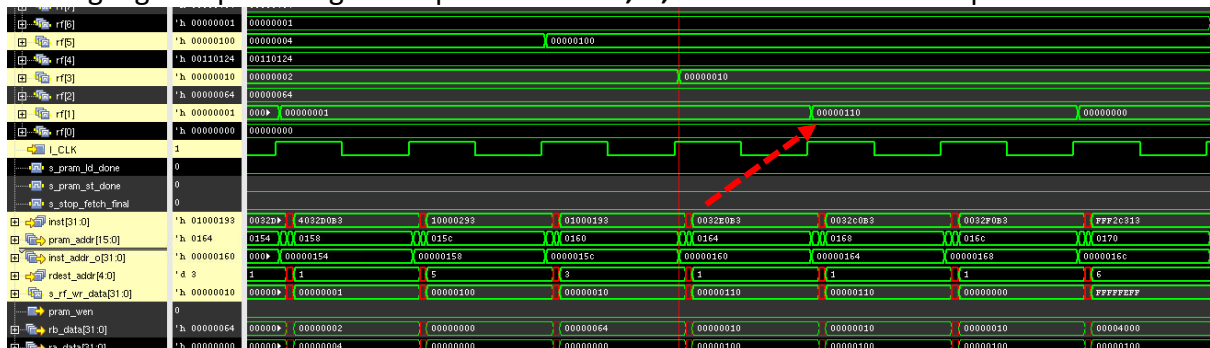 rf[6] 'h 00000001 00000001
rf[5] 'h 00000100 00000004 00000100
rf[4] 'h 00110124 00110124
rf[3] 'h 00000010 00000002 00000010
rf[2] 'h 00000064 00000064
rf[1] 'h 00000001 000▸ 00000001 00000110 00000000
rf[0] 'h 00000000 00000000
I_CLK 1
s_pram_ld_done 0
s_pram_st_done 0
s_stop_fetch_final 0
inst[31:0] 'h 01000193 0032D▸ 4032D0B3 10000293 01000193 0032E0B3 0032C0B3 0032F0B3 FFF2C313
pram_addr[15:0] 'h 0164 0154 0158 015c 0160 0164 0168 016c 0170
inst_addr_o[31:0] 'h 00000160 000▸ 00000154 00000158 0000015c 00000160 00000164 00000168 0000016c
rdest_addr[4:0] 'd 3 1 1 5 3 1 1 1 6
s_rf_wr_data[31:0] 'h 00000010 00000▸ 00000001 00000100 00000010 00000110 00000110 00000000 FFFFFEFF
pram_wen 0
rb_data[31:0] 'h 00000064 00000▸ 00000002 00000000 00000064 00000010 00000010 00000010 00004000